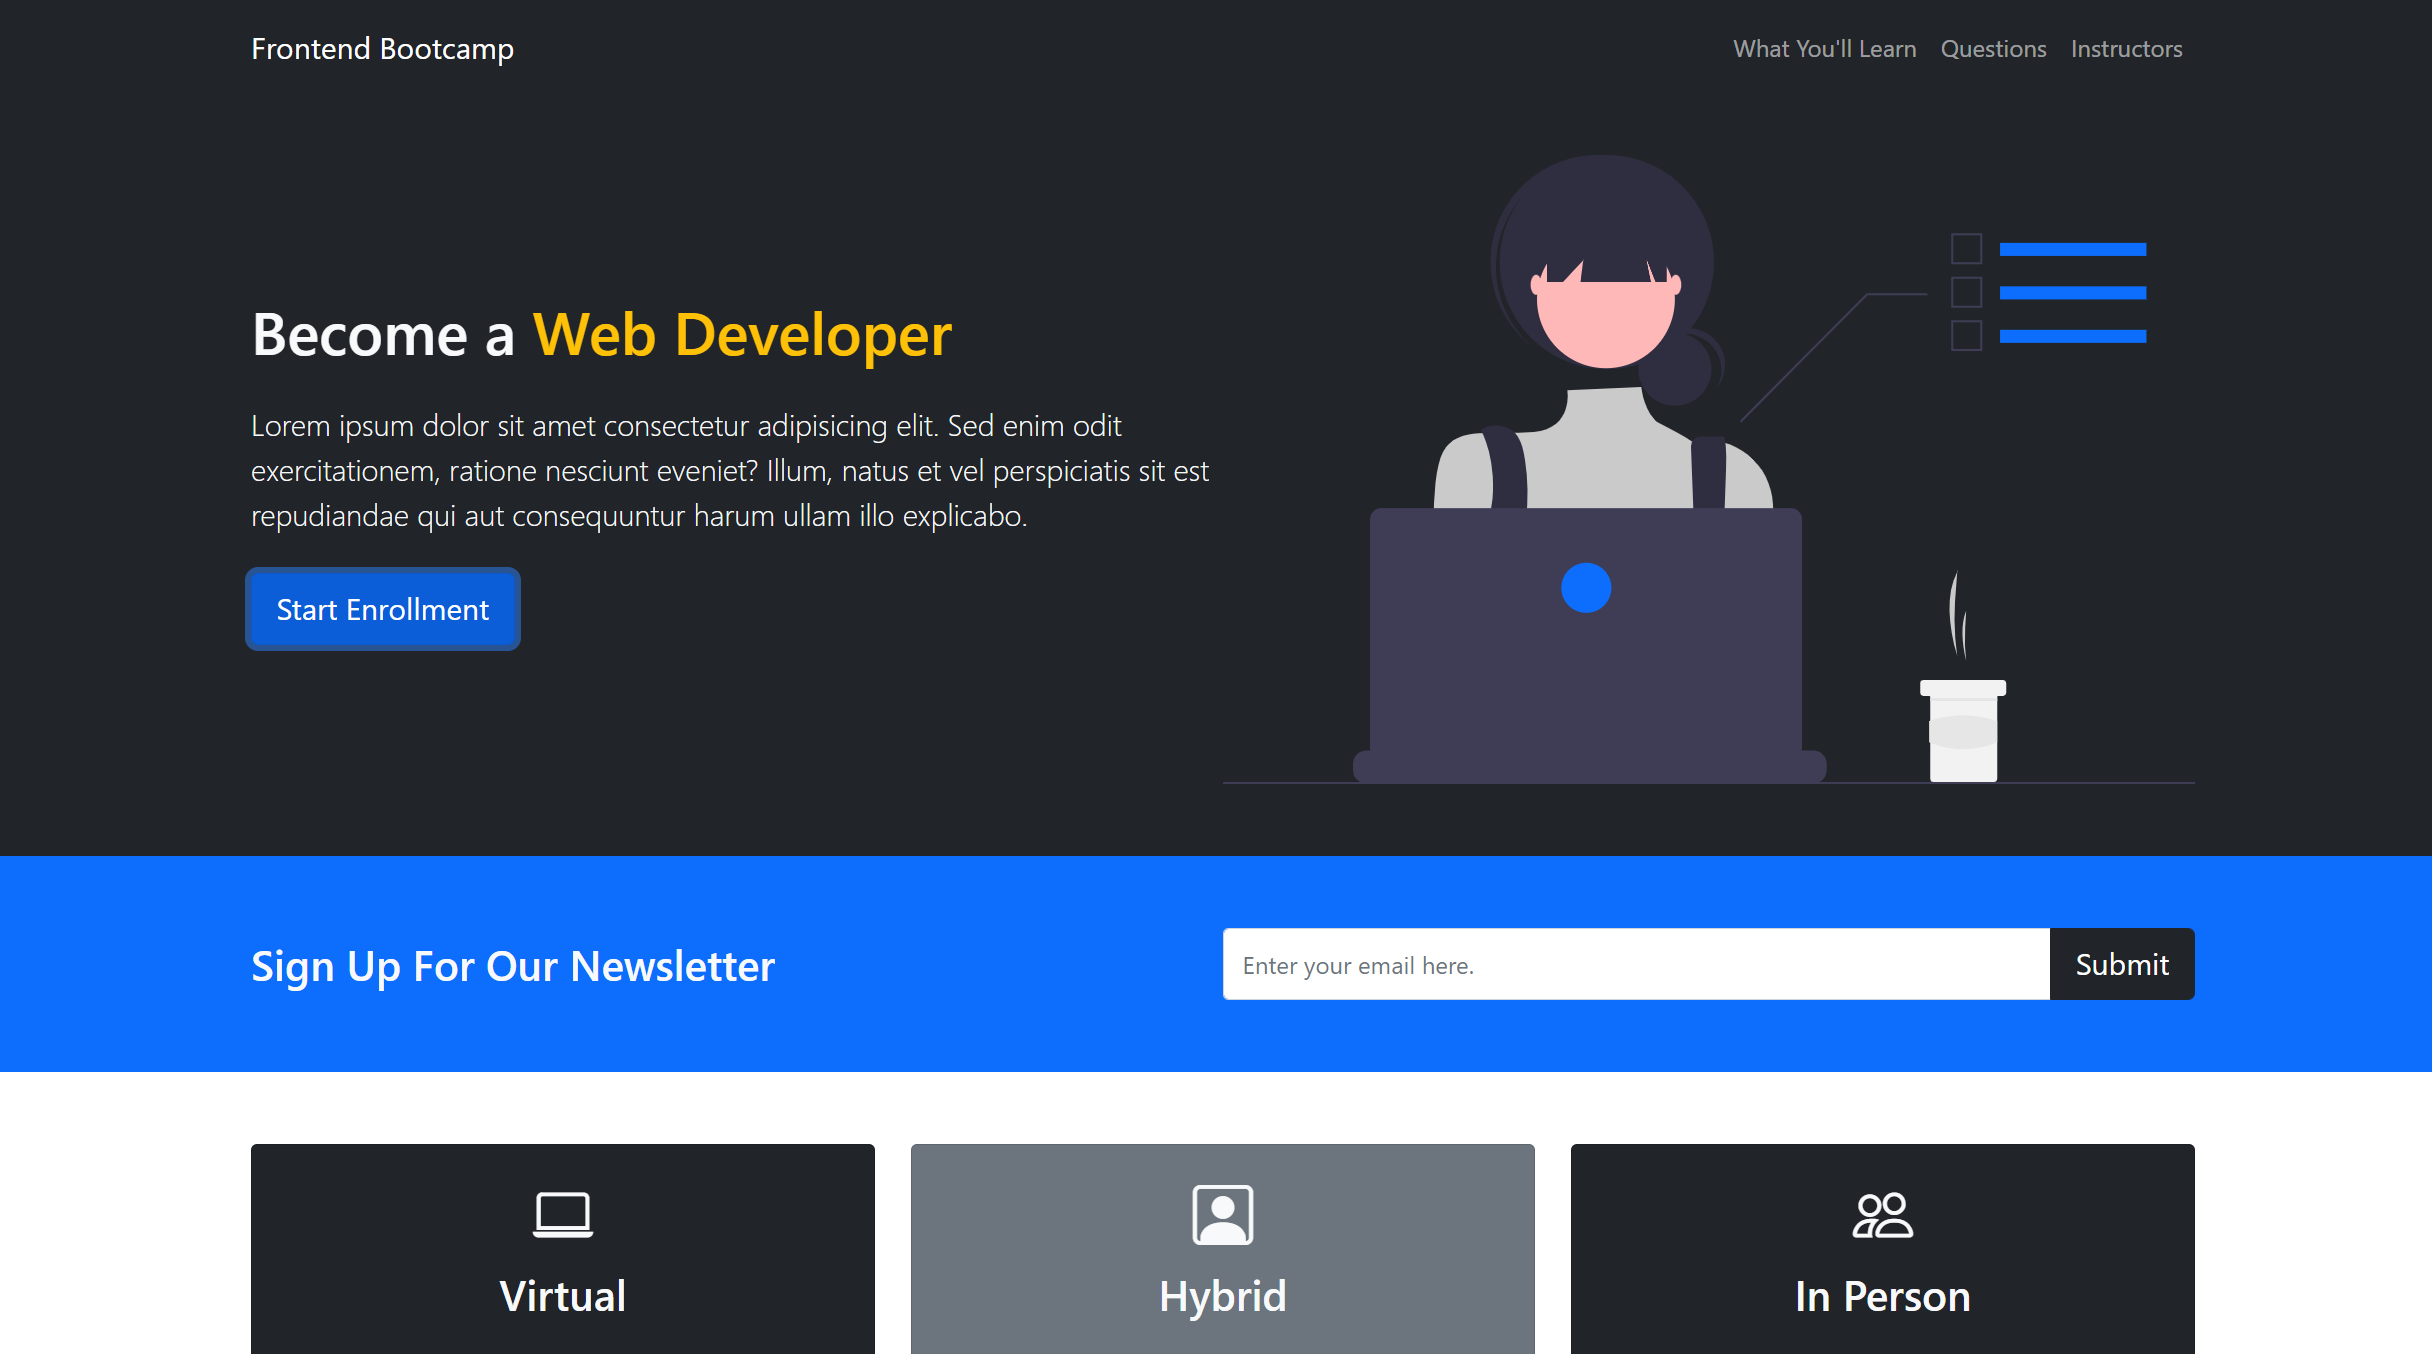 Frontend Bootcamp
What You'll Learn
Questions
Instructors
Become a Web Developer
Lorem ipsum dolor sit amet consectetur adipisicing elit. Sed enim odit
exercitationem, ratione nesciunt eveniet? Illum, natus et vel perspiciatis sit est
repudiandae qui aut consequuntur harum ullam illo explicabo.
Start Enrollment
Sign Up For Our Newsletter
Enter your email here.
Submit
Virtual
Hybrid
In Person